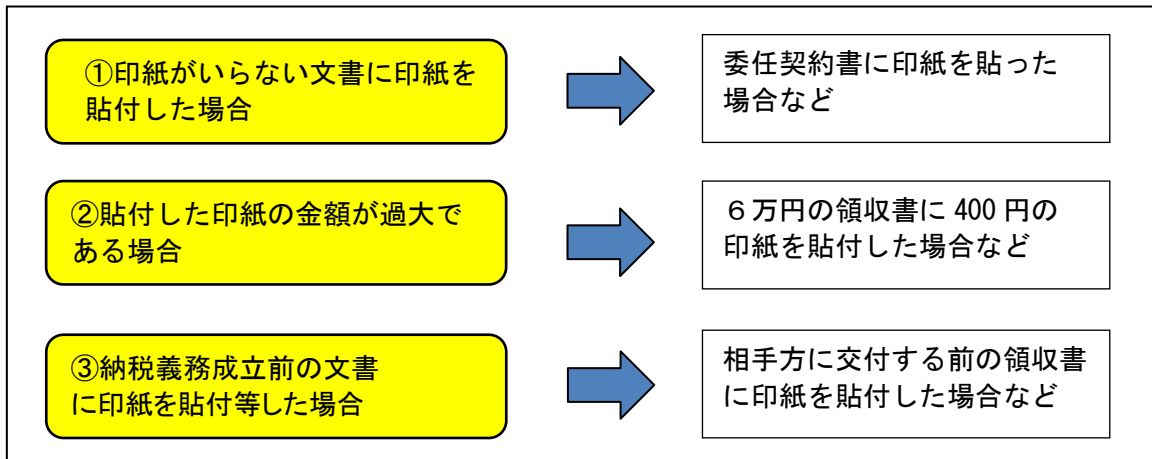 ①印紙がいらない文書に印紙を
貼付した場合
委任契約書に印紙を貼った
場合など
②貼付した印紙の金額が過大で
ある場合
６万円の領収書に 400 円の
印紙を貼付した場合など
③納税義務成立前の文書
に印紙を貼付等した場合
相手方に交付する前の領収書
に印紙を貼付した場合など